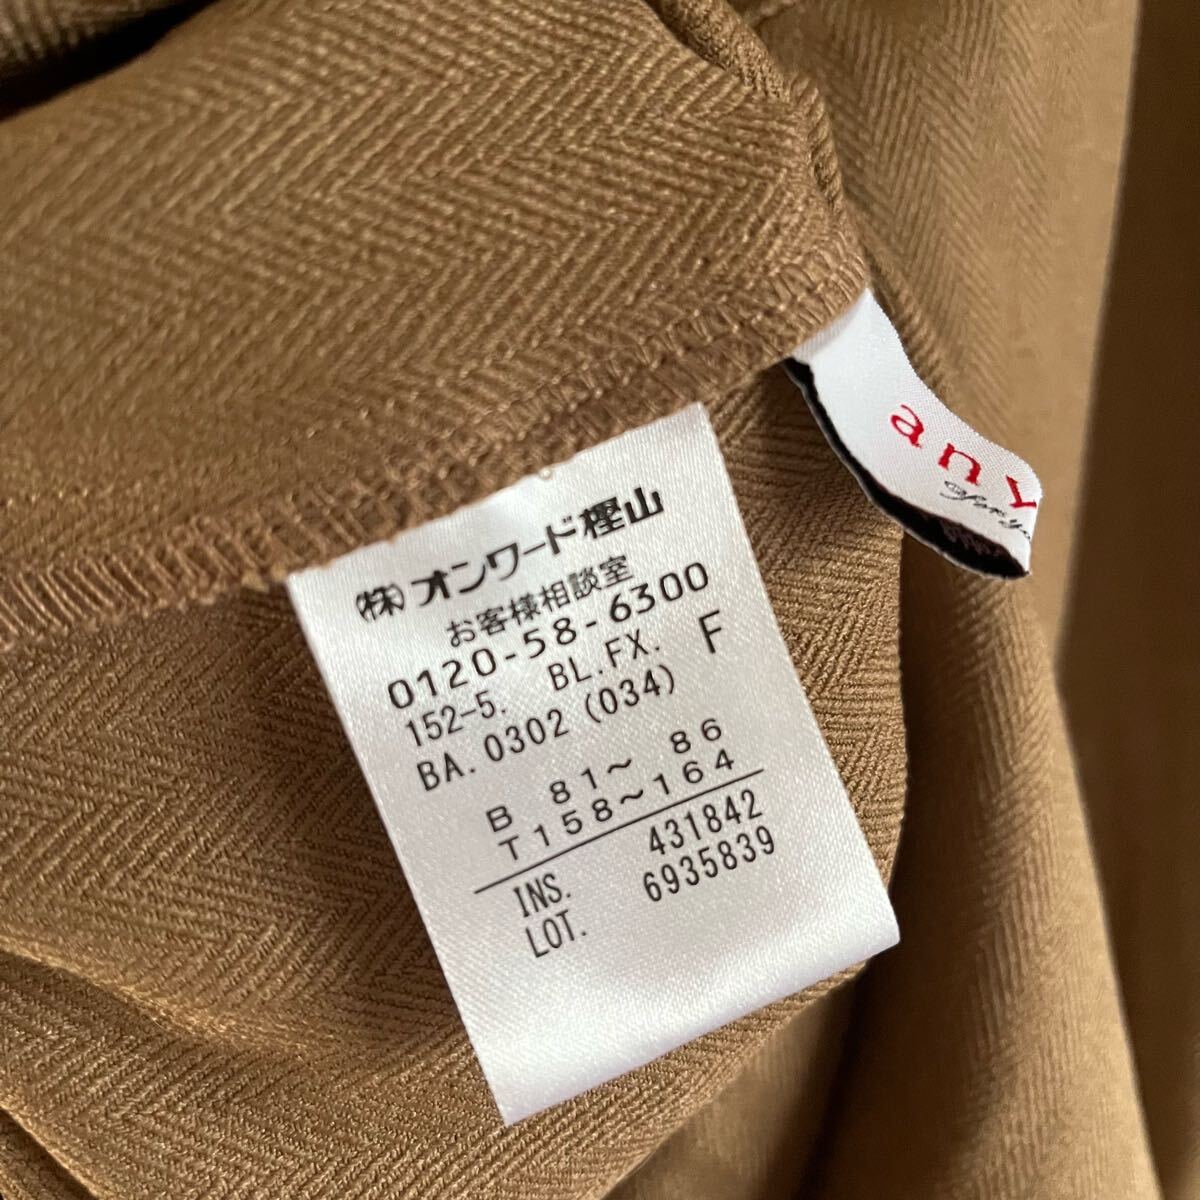 (株)オンワード樫山
お客様相談室
0120-58-6300
152-5. BL.FX. F
BA. 0302 (034)
B 81～ 86
T158～164
INS. 431842
LOT. 6935839
any